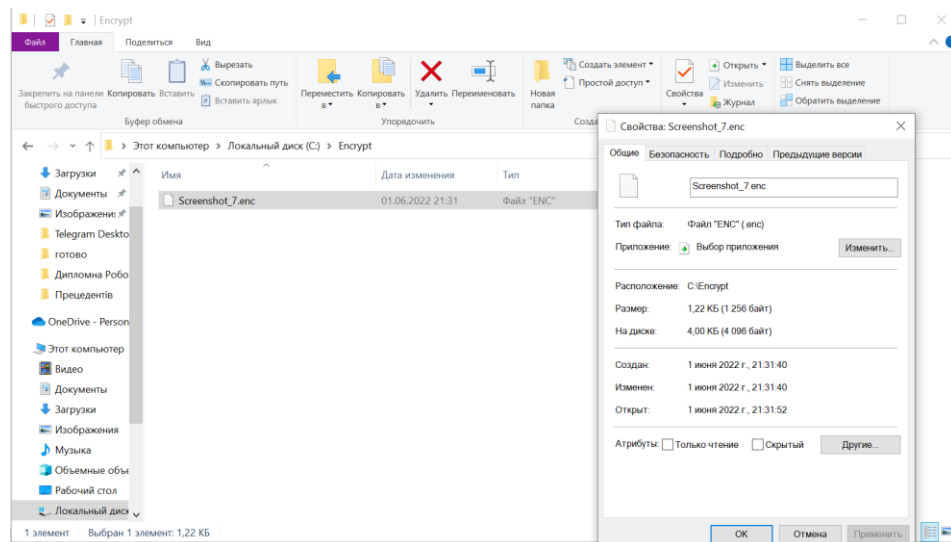 Encrypt
Файл Главная Поделиться Вид
Закрепить на панели быстрого доступа
Копировать
Вставить
Вырезать
Скопировать путь
Вставить ярлык
Буфер обмена
Переместить в
Копировать в
Удалить
Переименовать
Упорядочить
Новая папка
Создать элемент
Простой доступ
Созда
Свойства
Открыть
Изменить
Журнал
Выделить все
Снять выделение
Обратить выделение
Этот компьютер > Локальный диск (C:) > Encrypt
Имя Дата изменения Тип
Screenshot_7.enc 01.06.2022 21:31 Файл "ENC"
Загрузки
Документы
Изображени
Telegram Deskto
готово
Дипломна Робо
Прецедентів
OneDrive - Person
Этот компьютер
Видео
Документы
Загрузки
Изображения
Музыка
Объемные объе
Рабочий стол
Локальный диск
1 элемент Выбран 1 элемент: 1,22 КБ
Свойства: Screenshot_7.enc
Общие Безопасность Подробно Предыдущие версии
Screenshot_7.enc
Тип файла: Файл "ENC" (.enc)
Приложение: Выбор приложения Изменить...
Расположение: C:\Encrypt
Размер: 1,22 КБ (1 256 байт)
На диске: 4,00 КБ (4 096 байт)
Создан: 1 июня 2022 г., 21:31:40
Изменен: 1 июня 2022 г., 21:31:40
Открыт: 1 июня 2022 г., 21:31:52
Атрибуты: Только чтение Скрытый Другие...
ОК Отмена Применить